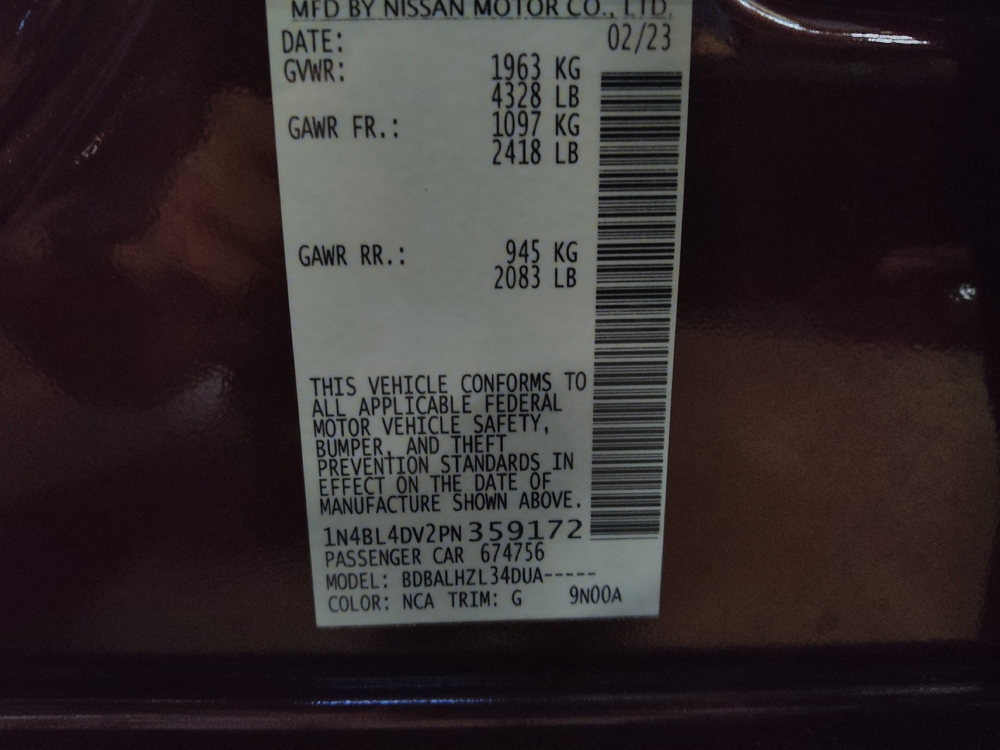 MFD BY NISSAN MOTOR CO., LTD.
DATE: 02/23
GVWR: 1963 KG
4328 LB
GAWR FR.: 1097 KG
2418 LB
GAWR RR.: 945 KG
2083 LB
THIS VEHICLE CONFORMS TO
ALL APPLICABLE FEDERAL
MOTOR VEHICLE SAFETY,
BUMPER, AND THEFT
PREVENTION STANDARDS IN
EFFECT ON THE DATE OF
MANUFACTURE SHOWN ABOVE.
1N4BL4DV2PN359172
PASSENGER CAR 674756
MODEL: BDBALHZL34DUA-----
COLOR: NCA TRIM: G 9N00A